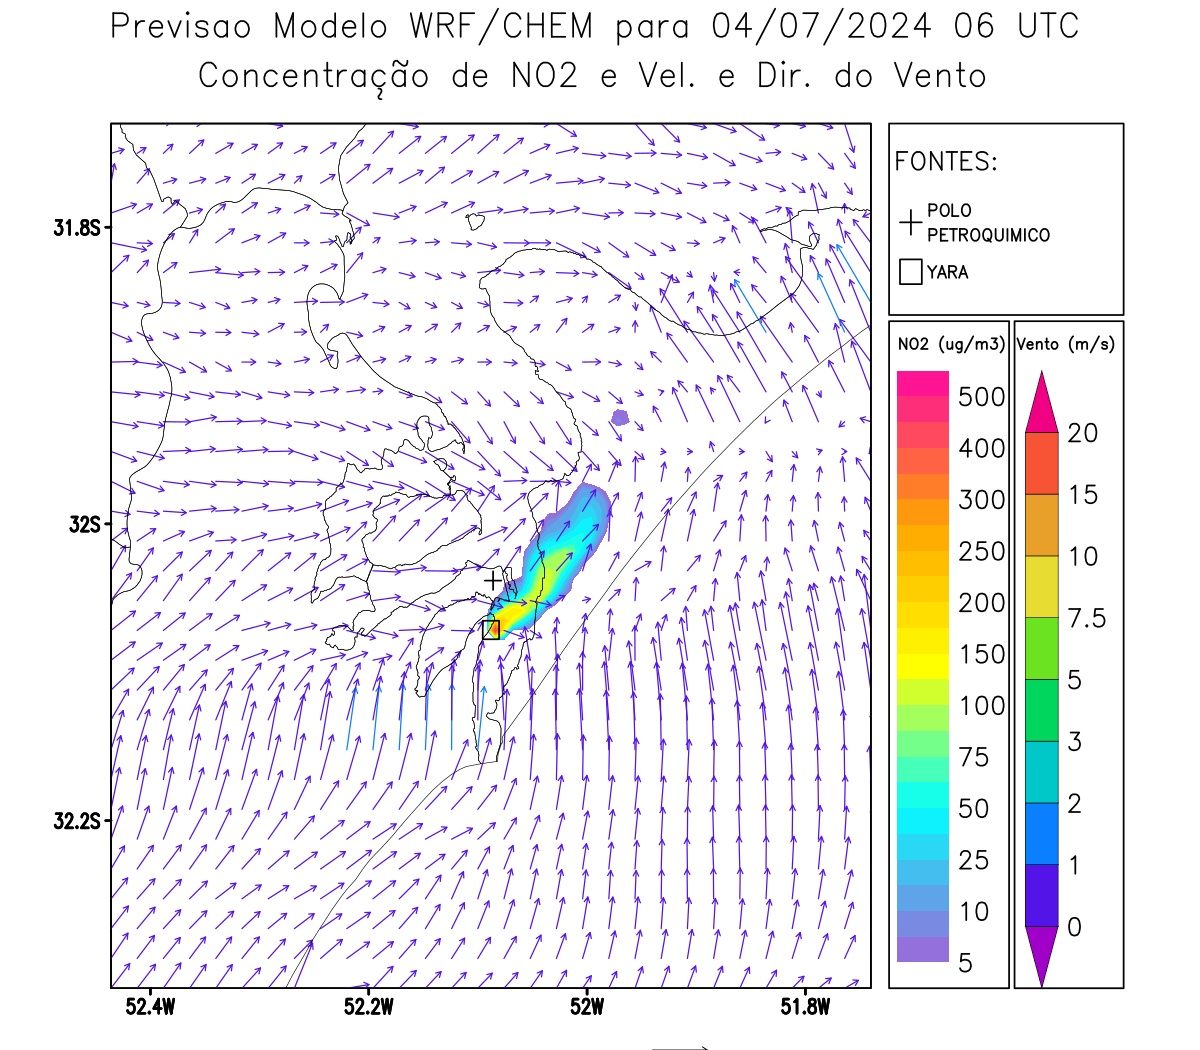 Previsao Modelo WRF/CHEM para 04/07/2024 06 UTC
Concentração de NO2 e Vel. e Dir. do Vento
FONTES:
POLO
PETROQUIMICO
YARA
NO2 (ug/m3)
500
400
300
250
200
150
100
75
50
25
10
5
Vento (m/s)
20
15
10
7.5
5
3
2
1
0
31.8S
32S
32.2S
52.4W
52.2W
52W
51.8W